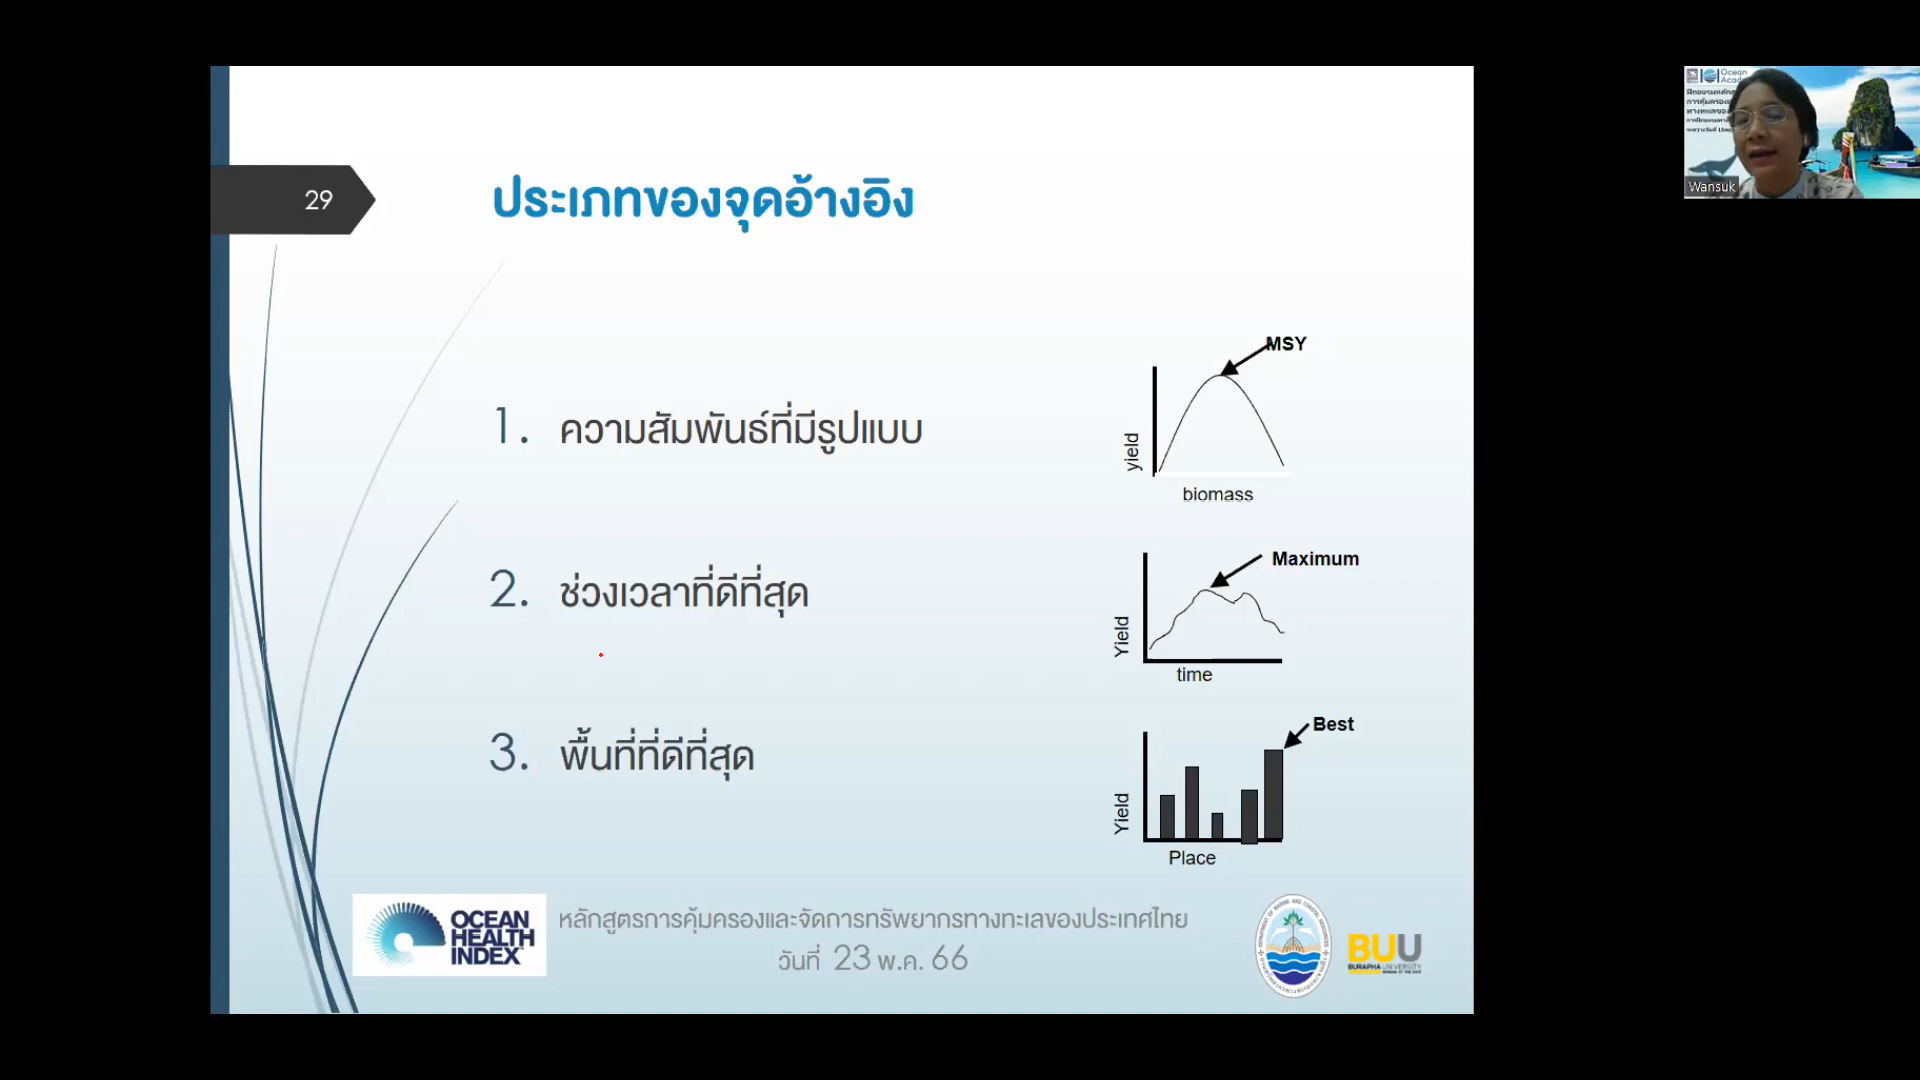 29
ประเภทของจุดอ้างอิง
1. ความสัมพันธ์ที่มีรูปแบบ
MSY
yield
biomass
2. ช่วงเวลาที่ดีที่สุด
Maximum
Yield
time
3. พื้นที่ที่ดีที่สุด
Best
Yield
Place
OCEAN
HEALTH
INDEX
หลักสูตรการคุ้มครองและจัดการทรัพยากรทางทะเลของประเทศไทย
วันที่ 23 พ.ค. 66
BUU
BURAPHA UNIVERSITY
Ocean
Wansuk